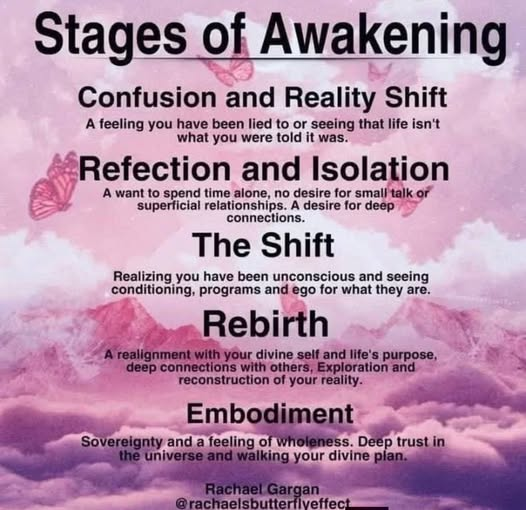 Stages of Awakening
Confusion and Reality Shift
A feeling you have been lied to or seeing that life isn't
what you were told it was.
Refection and Isolation
A want to spend time alone, no desire for small talk or
superficial relationships. A desire for deep
connections.
The Shift
Realizing you have been unconscious and seeing
conditioning, programs and ego for what they are.
Rebirth
A realignment with your divine self and life's purpose,
deep connections with others, Exploration and
reconstruction of your reality.
Embodiment
Sovereignty and a feeling of wholeness. Deep trust in
the universe and walking your divine plan.
Rachael Gargan
@rachaelsbutterflyeffect